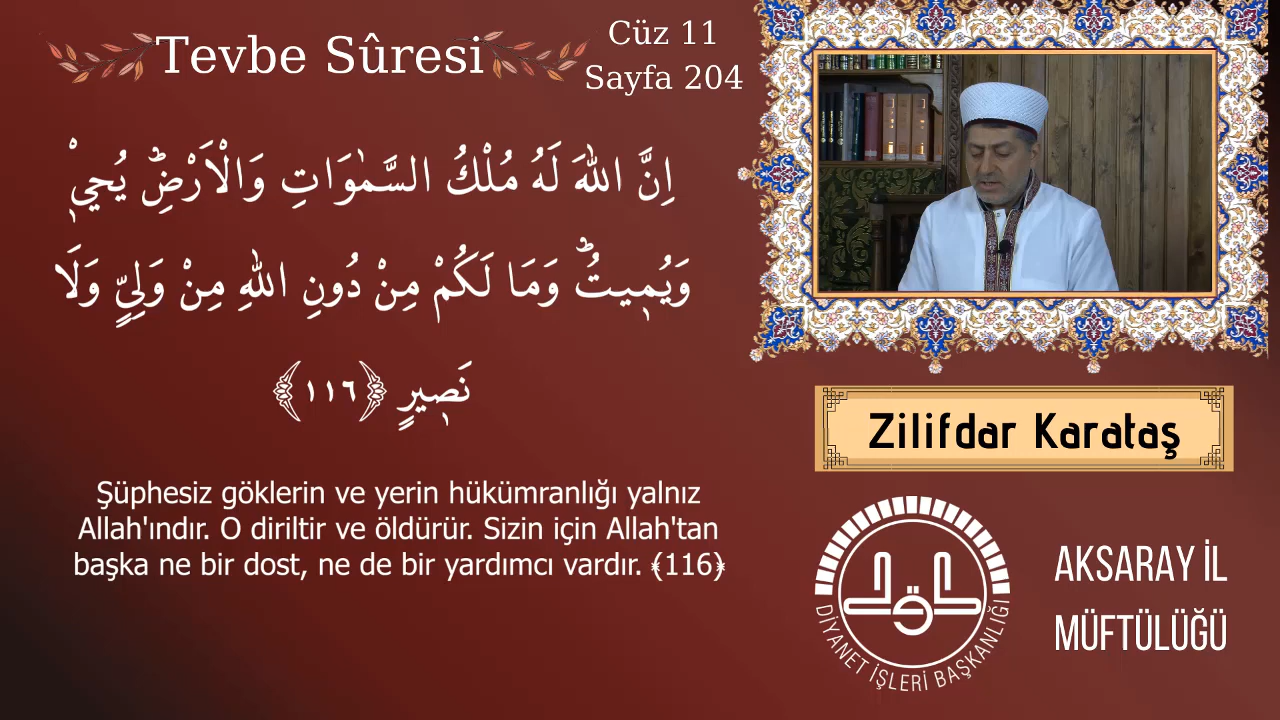 Tevbe Sûresi
Cüz 11
Sayfa 204
اِنَّ اللّٰهَ لَهُ مُلْكُ السَّمٰوَاتِ وَالْاَرْضِۜ يُحْي۪
وَيُم۪يتُۜ وَمَا لَكُمْ مِنْ دُونِ اللّٰهِ مِنْ وَلِيٍّ وَلَا
نَص۪يرٍ ﴿١١٦﴾
Şüphesiz göklerin ve yerin hükümranlığı yalnız
Allah'ındır. O diriltir ve öldürür. Sizin için Allah'tan
başka ne bir dost, ne de bir yardımcı vardır. ﴾116﴿
Zilifdar Karataş
DİYANET İŞLERİ BAŞKANLIĞI
AKSARAY İL
MÜFTÜLÜĞÜ